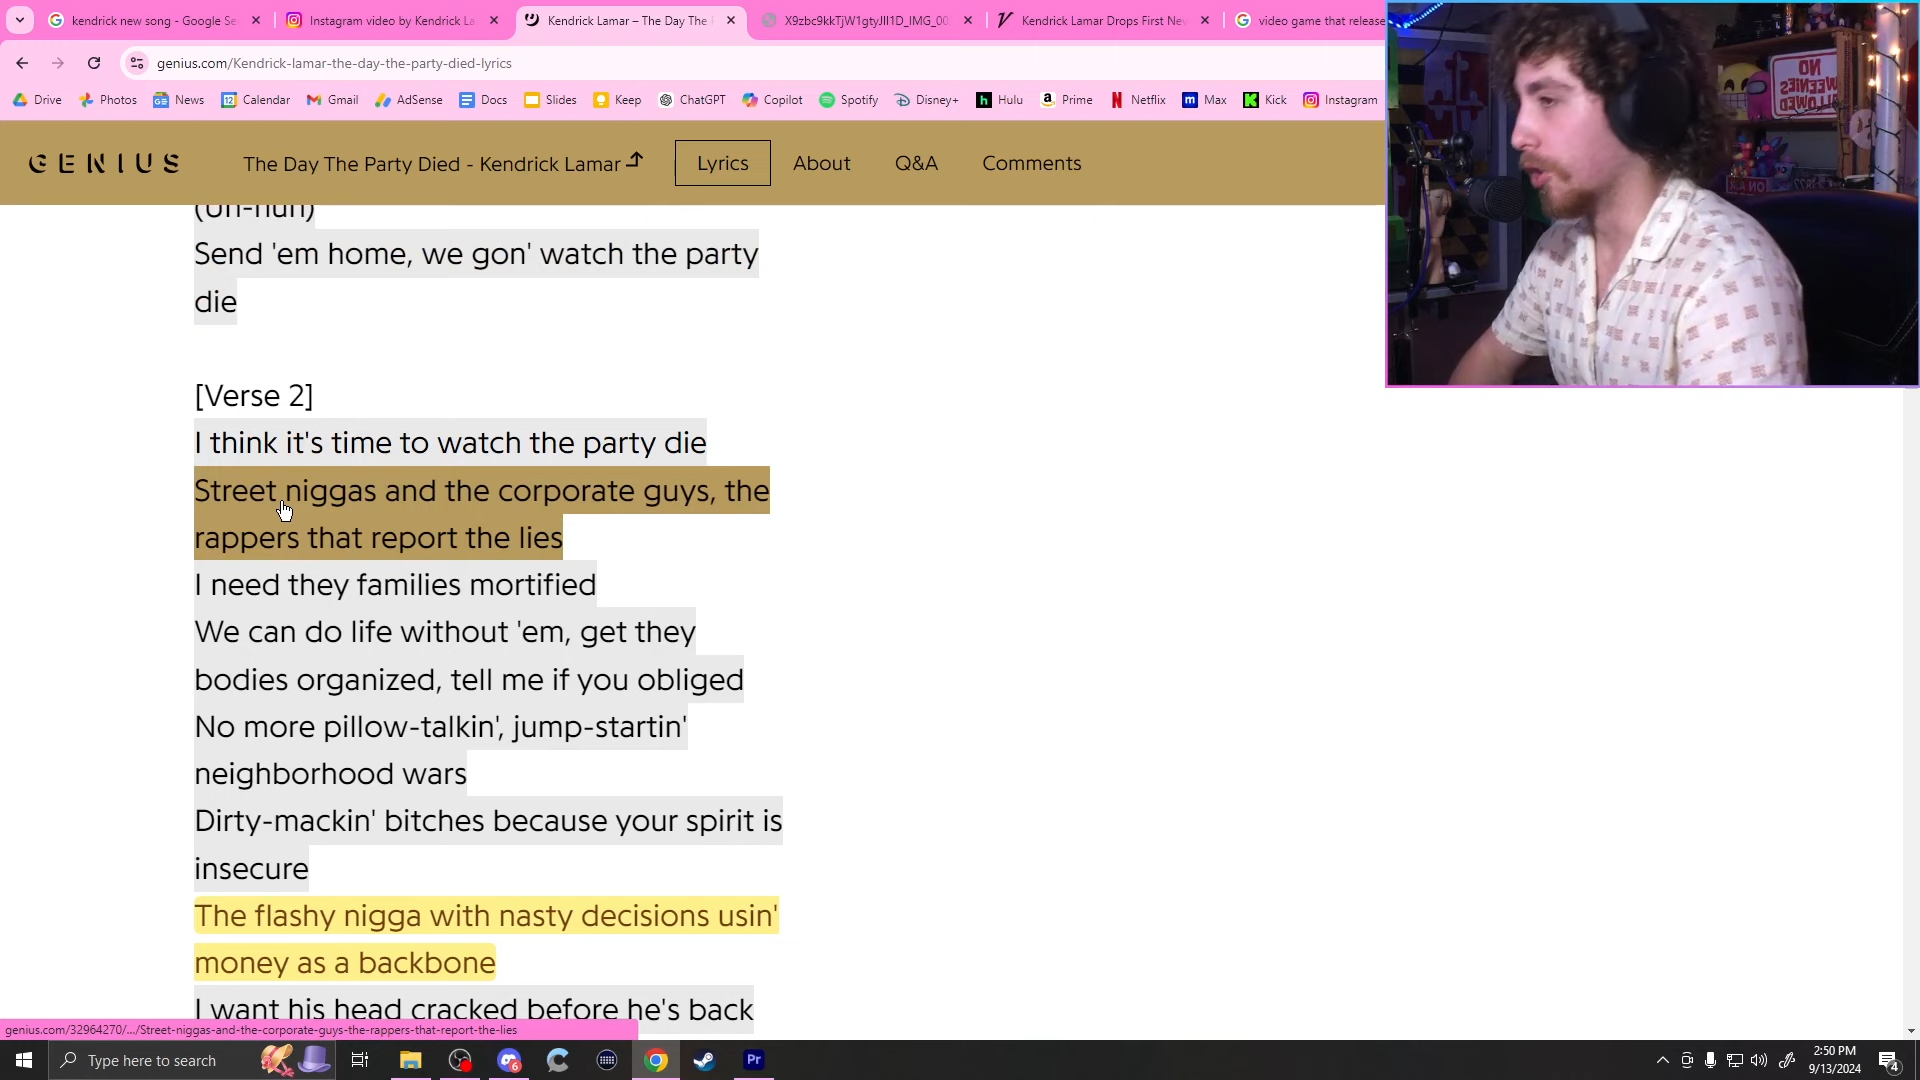 kendrick new song - Google Se
Instagram video by Kendrick La
Kendrick Lamar – The Day The
X9zbc9kkTjW1gtyJII1D_IMG_00
Kendrick Lamar Drops First Ne
video game that release
genius.com/Kendrick-lamar-the-day-the-party-died-lyrics
Drive Photos News Calendar Gmail AdSense Docs Slides Keep ChatGPT Copilot Spotify Disney+ Hulu Prime Netflix Max Kick Instagram
GENIUS
The Day The Party Died - Kendrick Lamar
Lyrics About Q&A Comments
(Uh-huh)
Send 'em home, we gon' watch the party
die
[Verse 2]
I think it's time to watch the party die
Street niggas and the corporate guys, the
rappers that report the lies
I need they families mortified
We can do life without 'em, get they
bodies organized, tell me if you obliged
No more pillow-talkin', jump-startin'
neighborhood wars
Dirty-mackin' bitches because your spirit is
insecure
The flashy nigga with nasty decisions usin'
money as a backbone
I want his head cracked before he's back
genius.com/32964270/.../Street-niggas-and-the-corporate-guys-the-rappers-that-report-the-lies
Type here to search
6
Pr
2:50 PM
9/13/2024
4
NO
WEENIES
ALLOWED